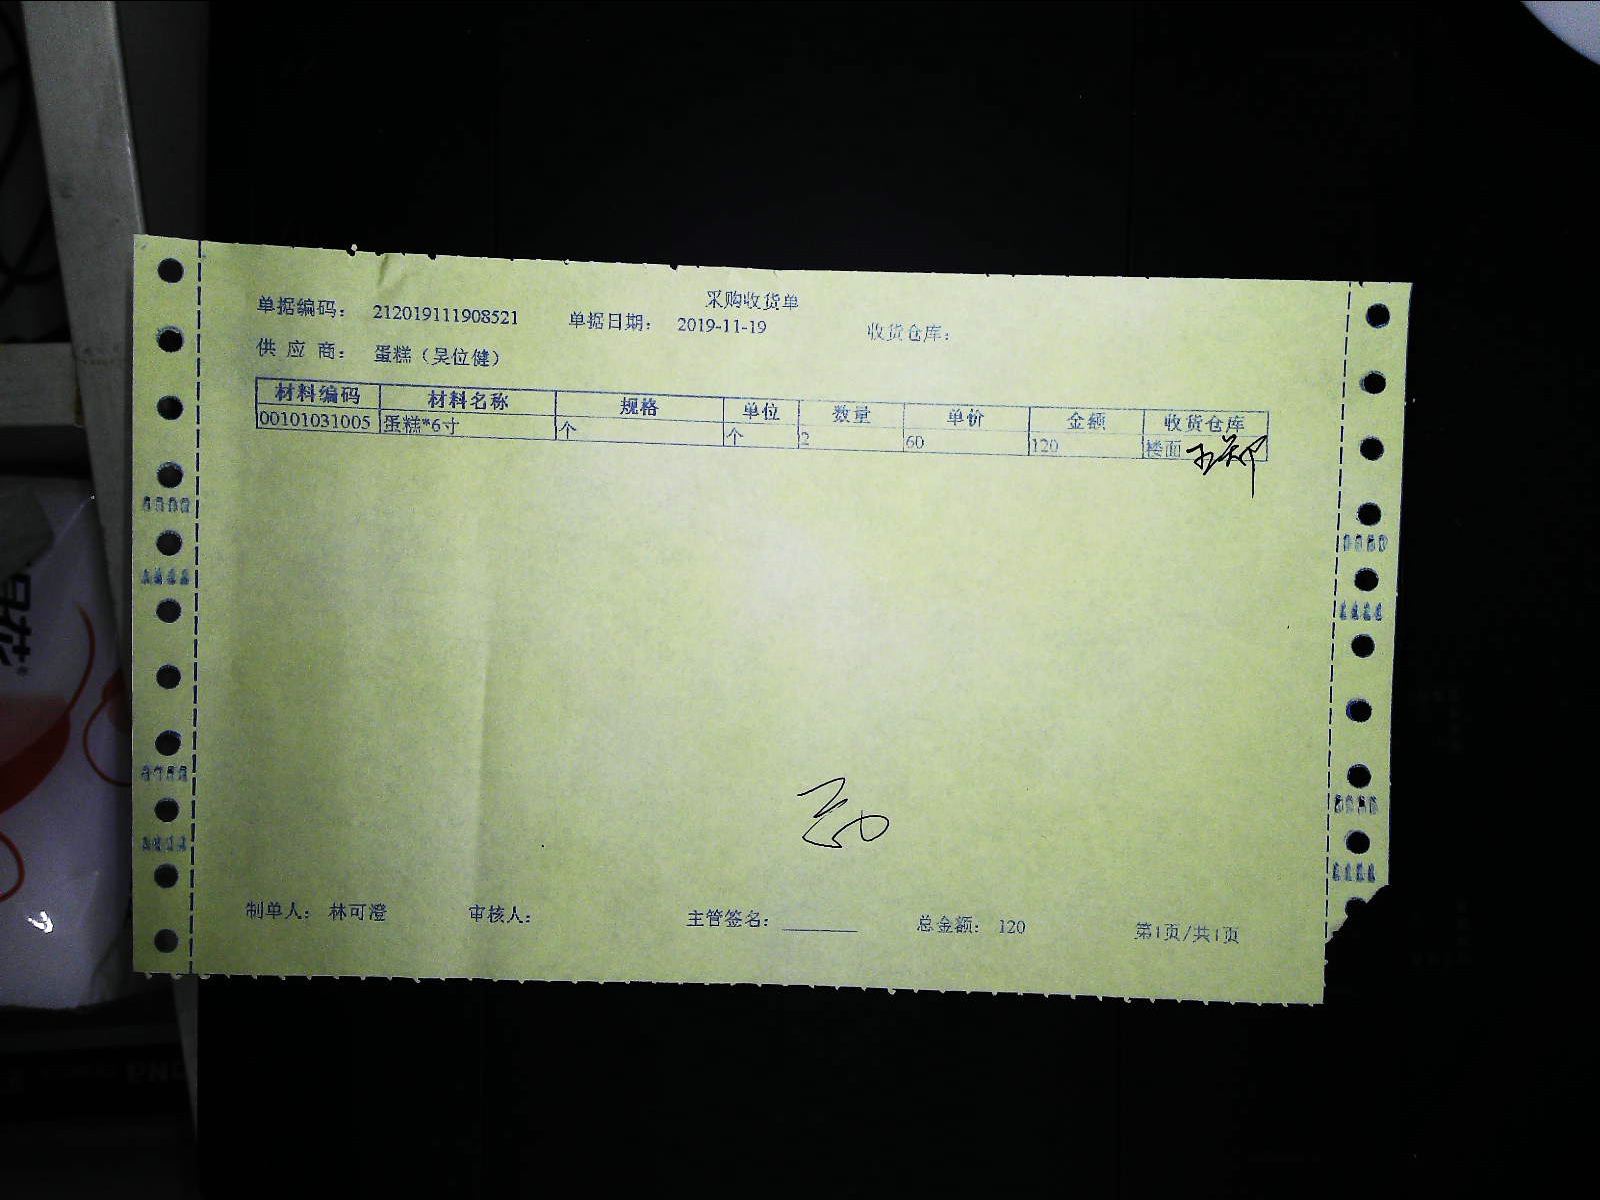 采购收货单
单据编码： 212019111908521 单据日期： 2019-11-19 收货仓库：
供 应 商： 蛋糕（吴位健）
材料编码 材料名称 规格 单位 数量 单价 金额 收货仓库
00101031005 蛋糕*6寸 个 个 2 60 120 楼面
制单人： 林可澄 审核人： 主管签名： 总金额： 120 第1页/共1页